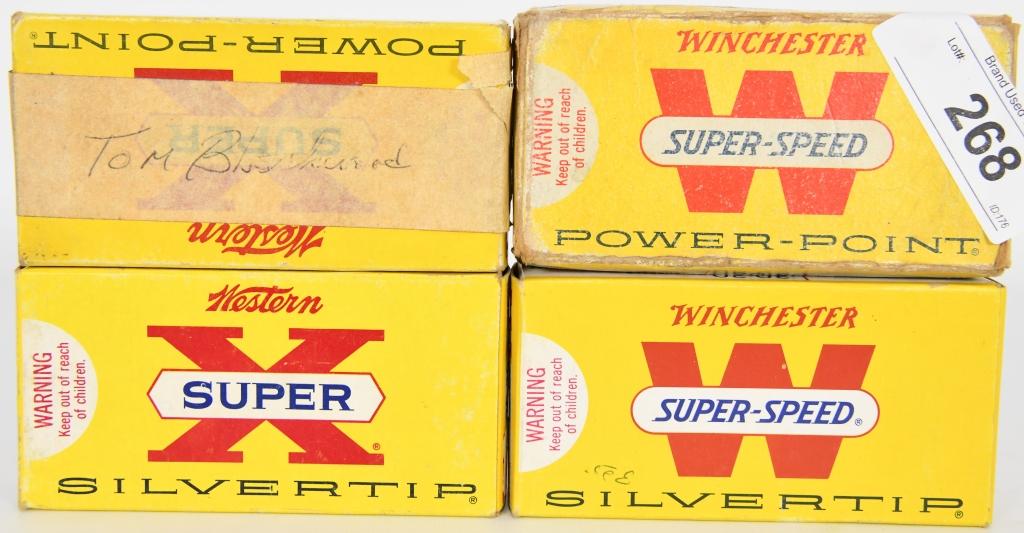 POWER-POINT®
SUPER
X
Tom
Western
WINCHESTER
W
SUPER-SPEED
POWER-POINT®
WARNING
Keep out of reach
of children.
Brand Used
Lot#:
268
ID:176
Western
X
SUPER
®
SILVERTIP®
WARNING
Keep out of reach
of children.
WINCHESTER
W
SUPER-SPEED®
SILVERTIP®
WARNING
Keep out of reach
of children.